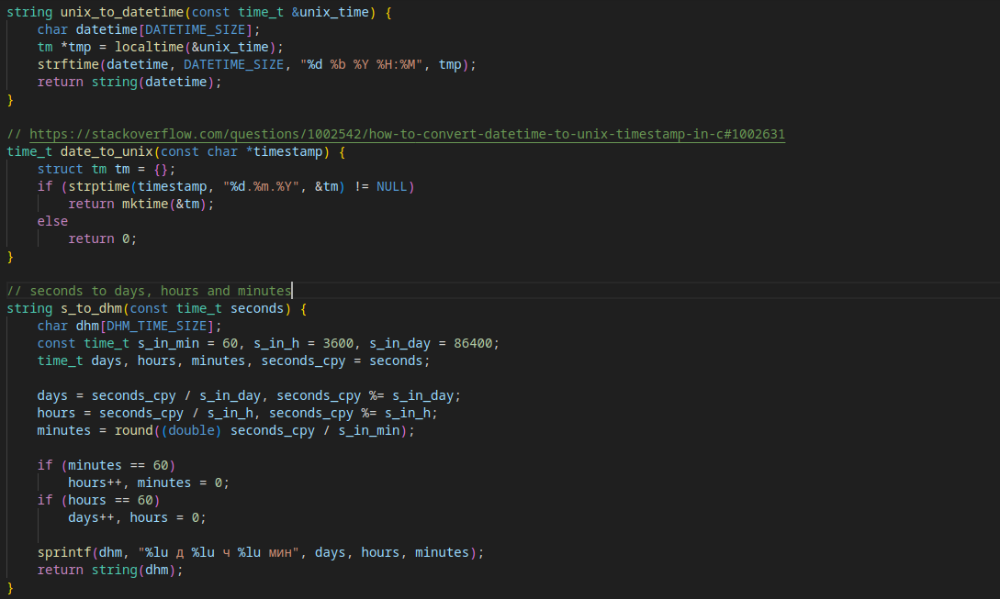 string unix_to_datetime(const time_t &unix_time) {
    char datetime[DATETIME_SIZE];
    tm *tmp = localtime(&unix_time);
    strftime(datetime, DATETIME_SIZE, "%d %b %Y %H:%M", tmp);
    return string(datetime);
}

// https://stackoverflow.com/questions/1002542/how-to-convert-datetime-to-unix-timestamp-in-c#1002631
time_t date_to_unix(const char *timestamp) {
    struct tm tm = {};
    if (strptime(timestamp, "%d.%m.%Y", &tm) != NULL)
        return mktime(&tm);
    else
        return 0;
}

// seconds to days, hours and minutes
string s_to_dhm(const time_t seconds) {
    char dhm[DHM_TIME_SIZE];
    const time_t s_in_min = 60, s_in_h = 3600, s_in_day = 86400;
    time_t days, hours, minutes, seconds_cpy = seconds;

    days = seconds_cpy / s_in_day, seconds_cpy %= s_in_day;
    hours = seconds_cpy / s_in_h, seconds_cpy %= s_in_h;
    minutes = round((double) seconds_cpy / s_in_min);

    if (minutes == 60)
        hours++, minutes = 0;
    if (hours == 60)
        days++, hours = 0;

    sprintf(dhm, "%lu д %lu ч %lu мин", days, hours, minutes);
    return string(dhm);
}